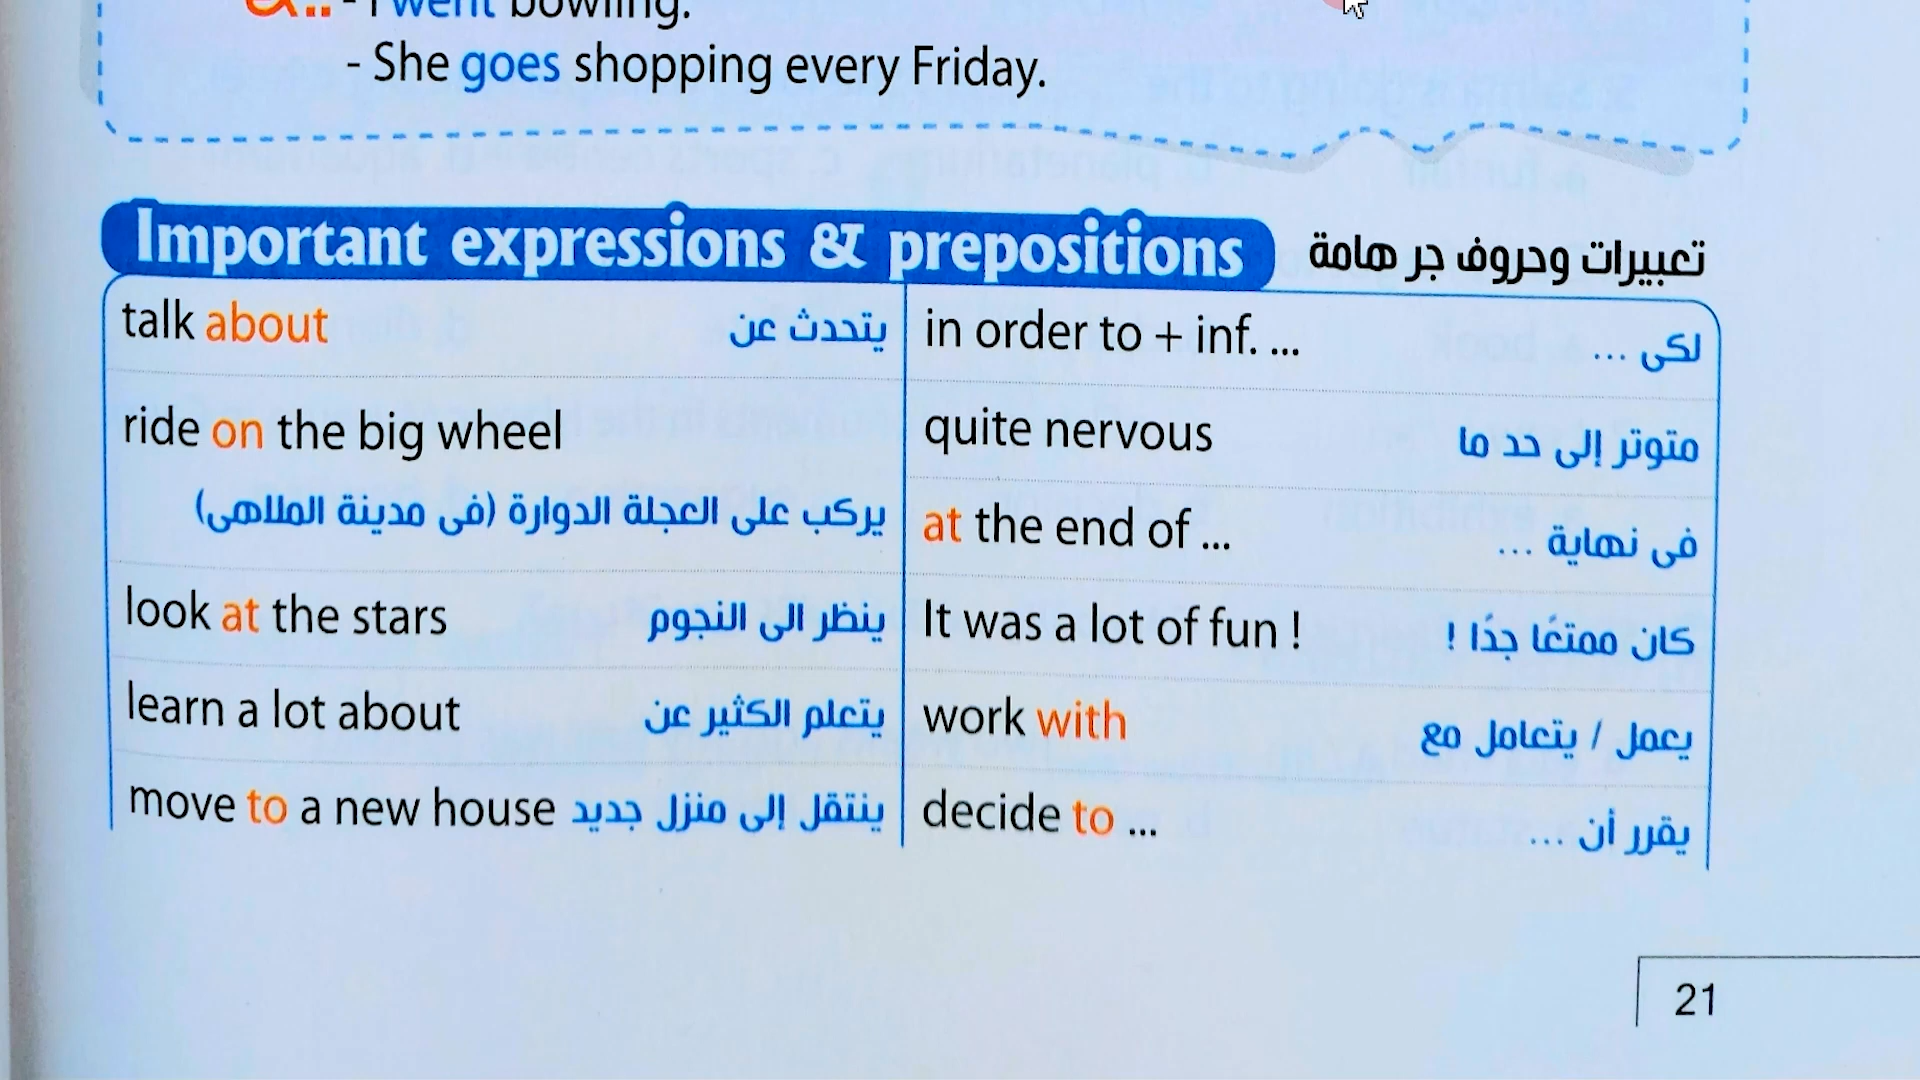 - I went bowling.
- She goes shopping every Friday.
Important expressions & prepositions تعبيرات وحروف جر هامة
talk about يتحدث عن
ride on the big wheel
يركب على العجلة الدوارة (فى مدينة الملاهى)
look at the stars ينظر الى النجوم
learn a lot about يتعلم الكثير عن
move to a new house ينتقل إلى منزل جديد
in order to + inf. ... لكى ...
quite nervous متوتر إلى حد ما
at the end of ... فى نهاية ...
It was a lot of fun ! كان ممتعًا جدًا !
work with يعمل / يتعامل مع
decide to ... يقرر أن ...
21